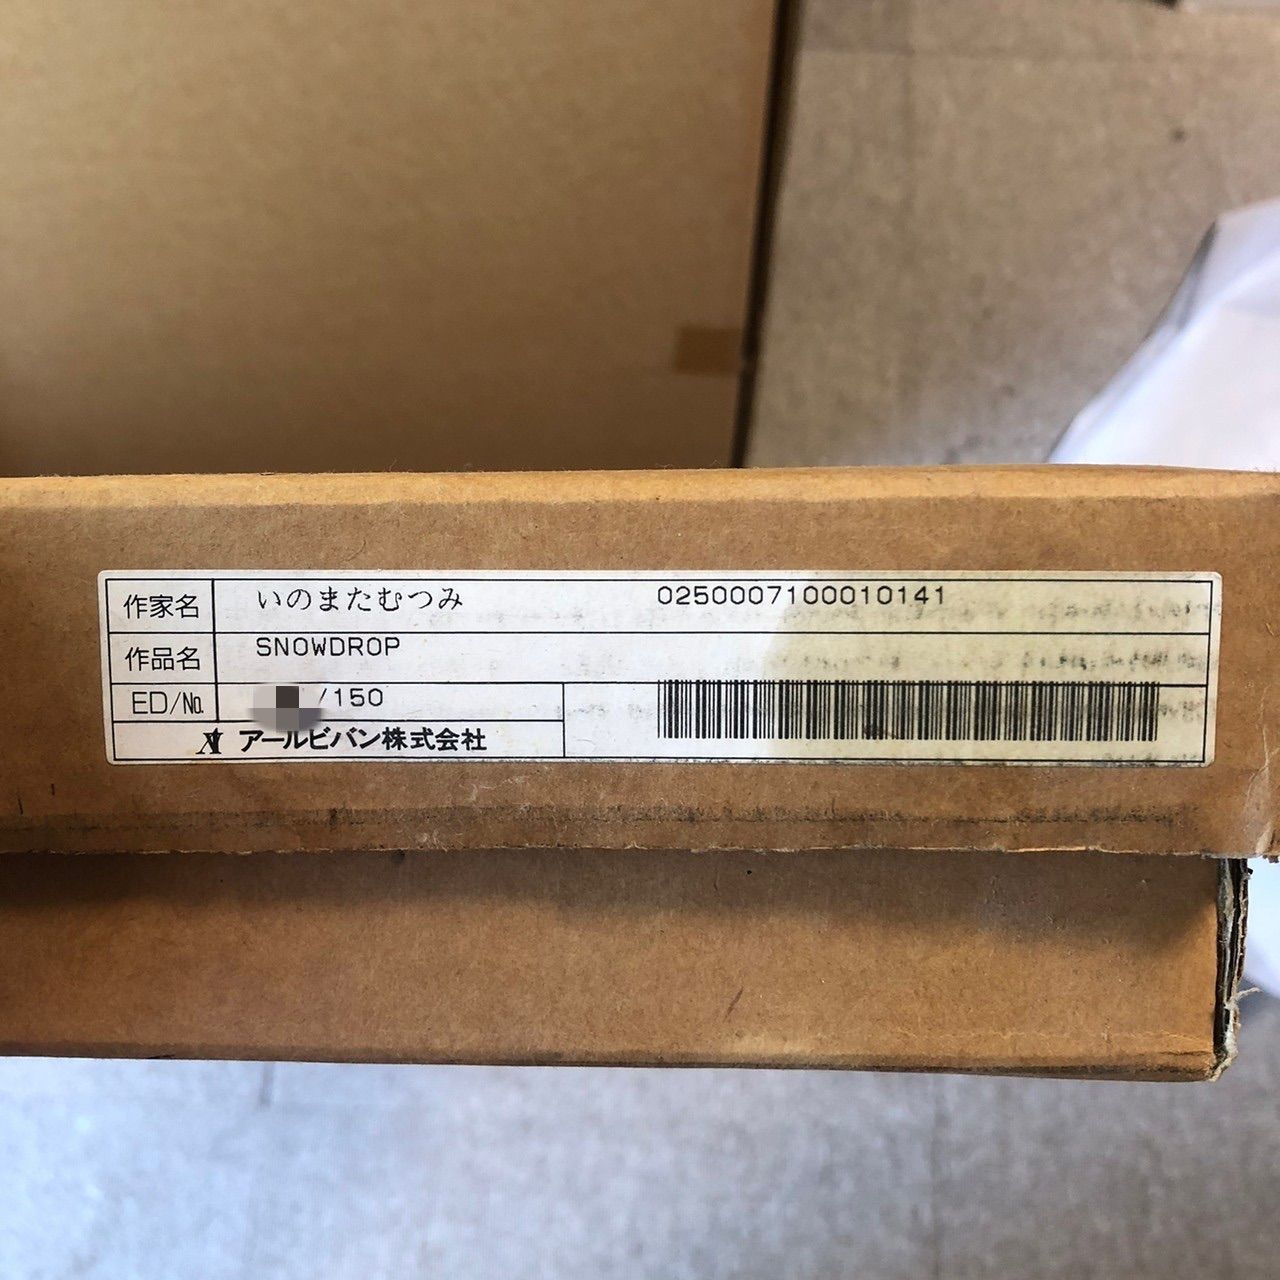 作家名 いのまたむつみ 0250007100010141
作品名 SNOWDROP
ED/No. /150
アールビバン株式会社